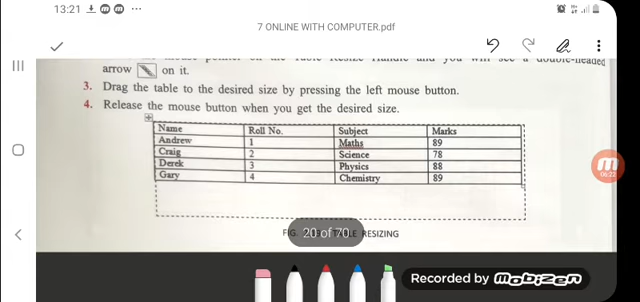 13:21
7 ONLINE WITH COMPUTER.pdf
arrow on it.
3. Drag the table to the desired size by pressing the left mouse button.
4. Release the mouse button when you get the desired size.
Name Roll No. Subject Marks
Andrew 1 Maths 89
Craig 2 Science 78
Derek 3 Physics 88
Gary 4 Chemistry 89
20 of 70
TABLE RESIZING
06:22
Recorded by mobizen